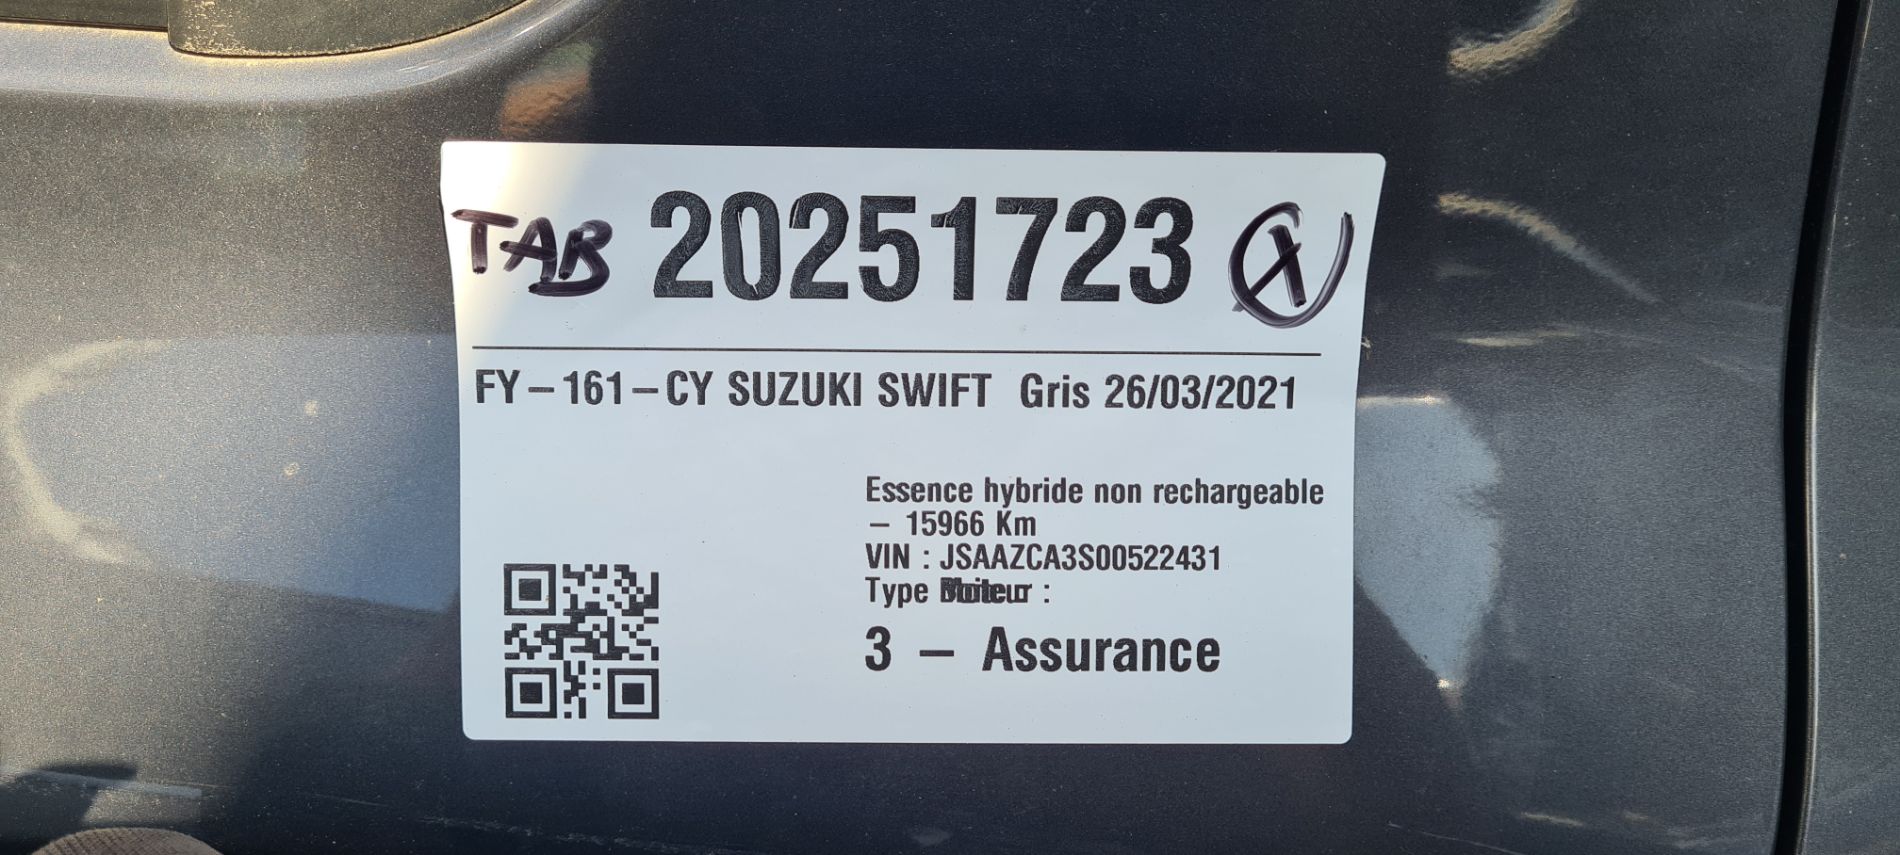 TAB 20251723 X
FY-161-CY SUZUKI SWIFT Gris 26/03/2021
Essence hybride non rechargeable
- 15966 Km
VIN : JSAAZCA3S00522431
Type :
3 - Assurance